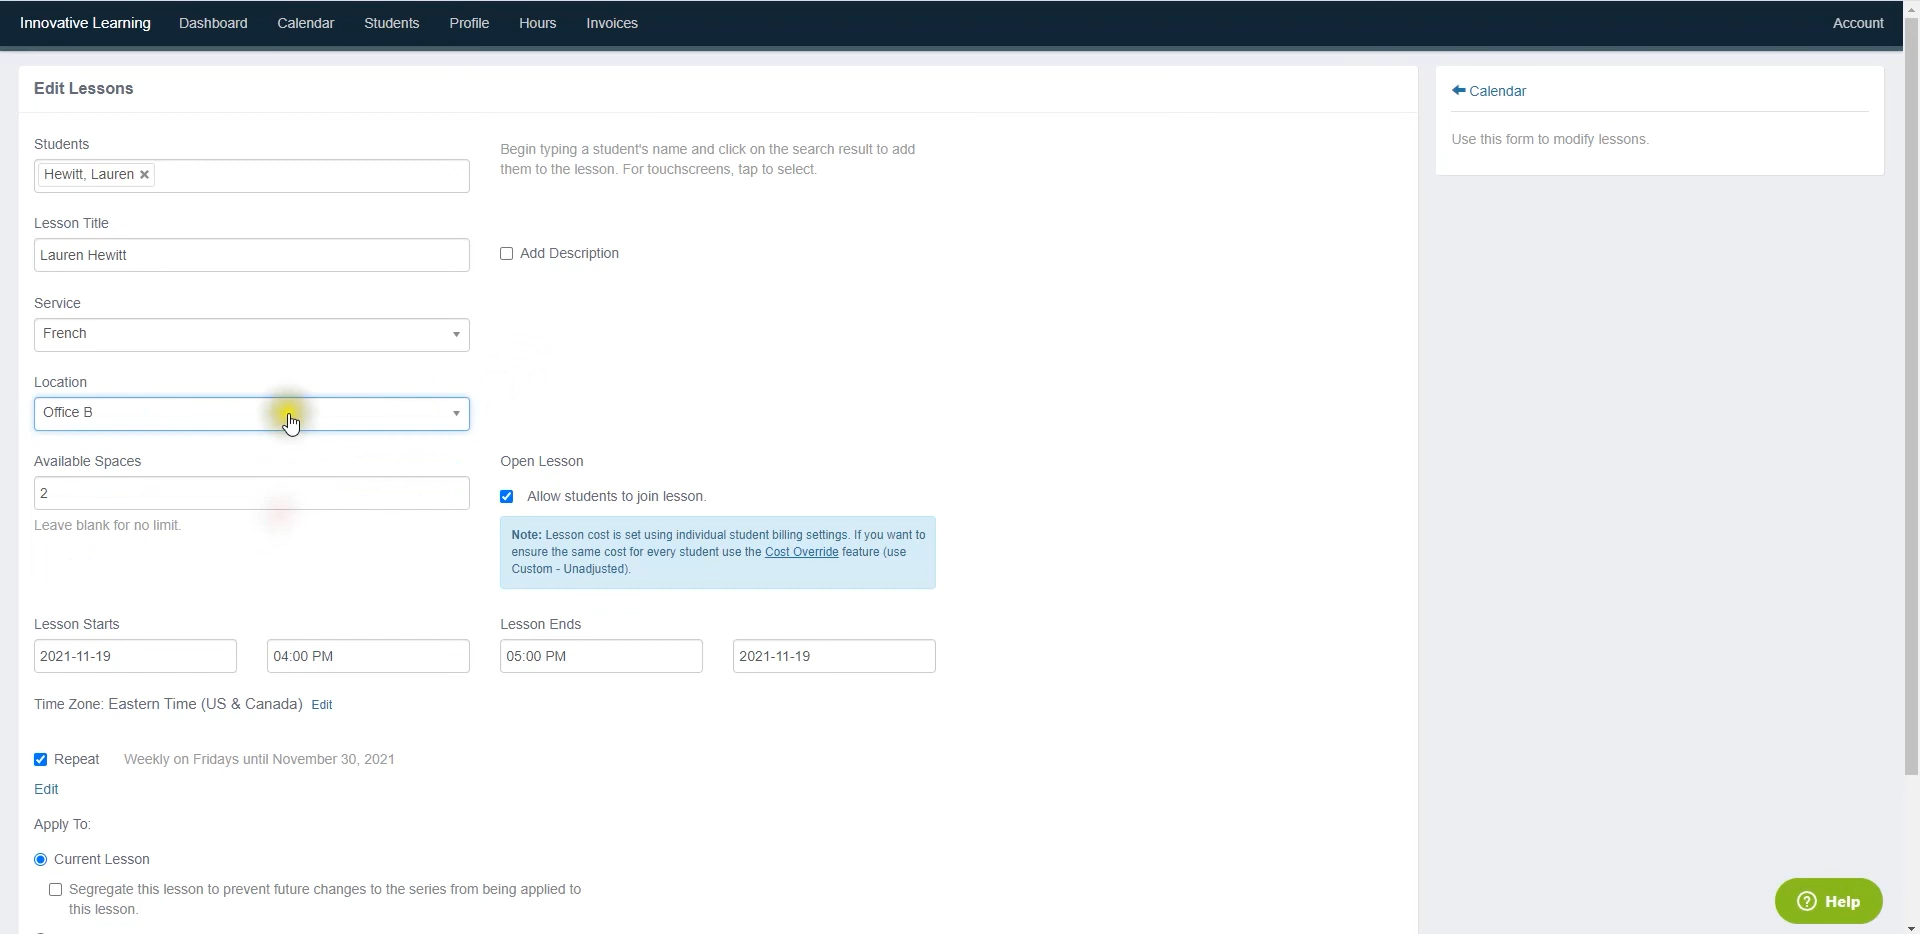 Innovative Learning Dashboard Calendar Students Profile Hours Invoices Account
Edit Lessons
Calendar
Use this form to modify lessons.
Students
Hewitt, Lauren ×
Begin typing a student's name and click on the search result to add
them to the lesson. For touchscreens, tap to select.
Lesson Title
Lauren Hewitt
Add Description
Service
French
Location
Office B
Available Spaces
2
Leave blank for no limit.
Open Lesson
Allow students to join lesson.
Note: Lesson cost is set using individual student billing settings. If you want to
ensure the same cost for every student use the Cost Override feature (use
Custom - Unadjusted).
Lesson Starts
2021-11-19 04:00 PM
Lesson Ends
05:00 PM 2021-11-19
Time Zone: Eastern Time (US & Canada) Edit
Repeat Weekly on Fridays until November 30, 2021
Edit
Apply To:
Current Lesson
Segregate this lesson to prevent future changes to the series from being applied to
this lesson.
Help